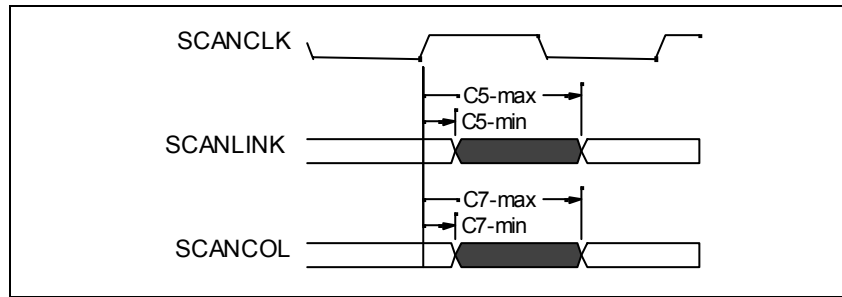 SCANCLK
C5-max
C5-min
SCANLINK
C7-max
C7-min
SCANCOL